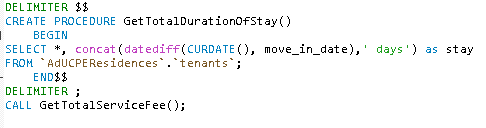 DELIMITER $$
CREATE PROCEDURE GetTotalDurationOfStay()
BEGIN
SELECT *, concat(datediff(CURDATE(), move_in_date),' days') as stay
FROM `AdUCPEResidences`.`tenants`;
END$$
DELIMITER ;
CALL GetTotalServiceFee();